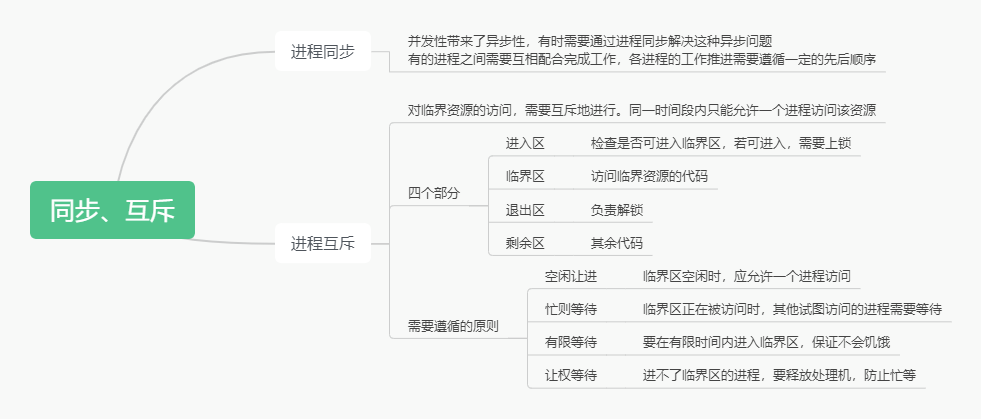 同步、互斥
进程同步
并发性带来了异步性，有时需要通过进程同步解决这种异步问题
有的进程之间需要互相配合完成工作，各进程的工作推进需要遵循一定的先后顺序
进程互斥
对临界资源的访问，需要互斥地进行。同一时间段内只能允许一个进程访问该资源
四个部分
进入区 检查是否可进入临界区，若可进入，需要上锁
临界区 访问临界资源的代码
退出区 负责解锁
剩余区 其余代码
需要遵循的原则
空闲让进 临界区空闲时，应允许一个进程访问
忙则等待 临界区正在被访问时，其他试图访问的进程需要等待
有限等待 要在有限时间内进入临界区，保证不会饥饿
让权等待 进不了临界区的进程，要释放处理机，防止忙等